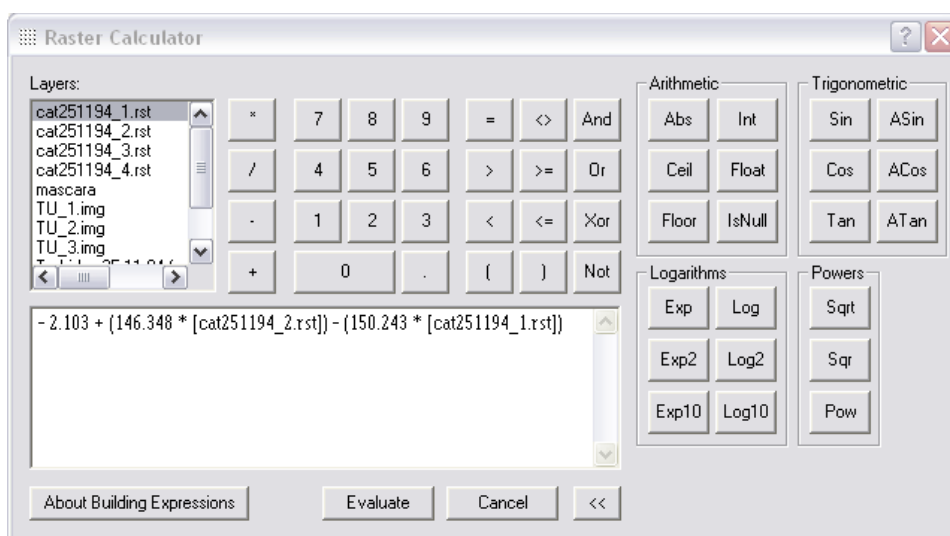 Raster Calculator
?
Layers:
cat251194_1.rst
cat251194_2.rst
cat251194_3.rst
cat251194_4.rst
mascara
TU_1.img
TU_2.img
TU_3.img
* 7 8 9 = <> And
/ 4 5 6 > >= Or
- 1 2 3 < <= Xor
+ 0 . ( ) Not
Arithmetic
Abs Int
Ceil Float
Floor IsNull
Trigonometric
Sin ASin
Cos ACos
Tan ATan
Logarithms
Exp Log
Exp2 Log2
Exp10 Log10
Powers
Sqrt
Sqr
Pow
- 2.103 + (146.348 * [cat251194_2.rst]) - (150.243 * [cat251194_1.rst])
About Building Expressions Evaluate Cancel <<